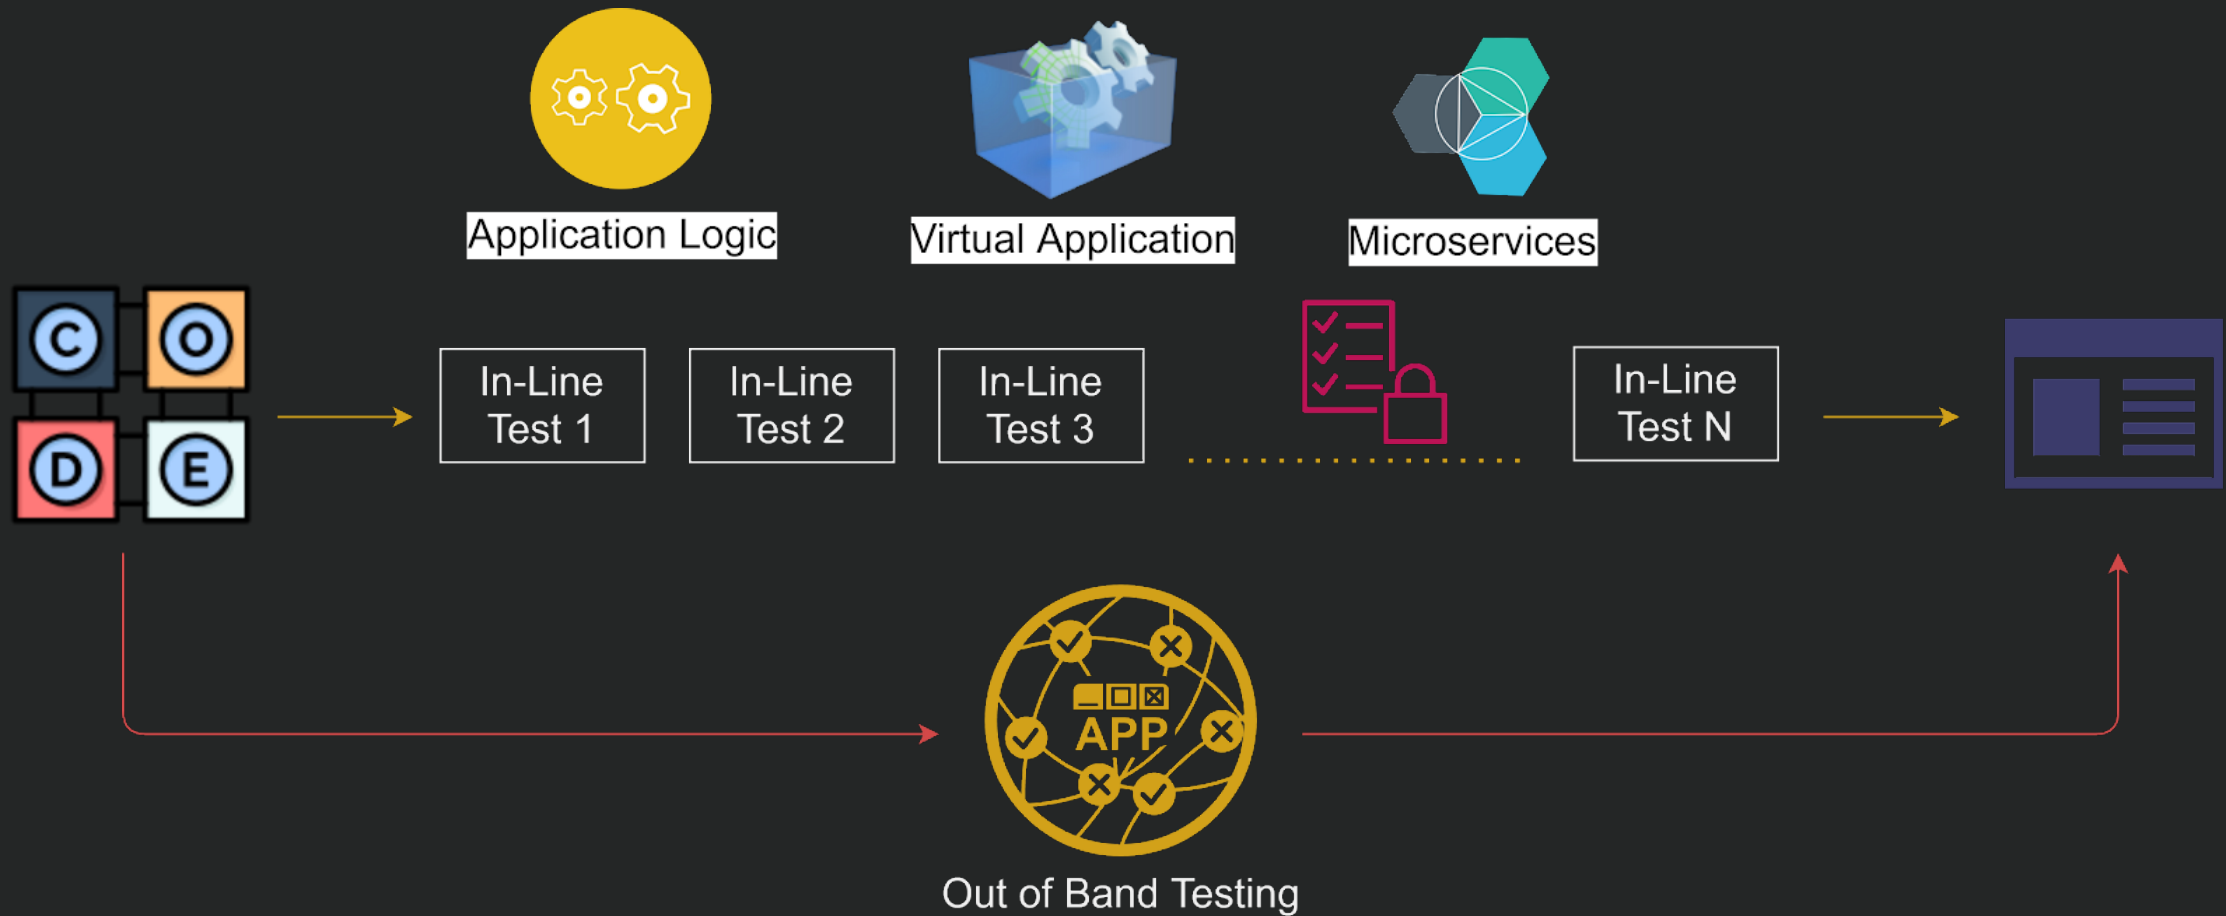 Application Logic
Virtual Application
Microservices
C O
D E
In-Line
Test 1
In-Line
Test 2
In-Line
Test 3
In-Line
Test N
APP
Out of Band Testing